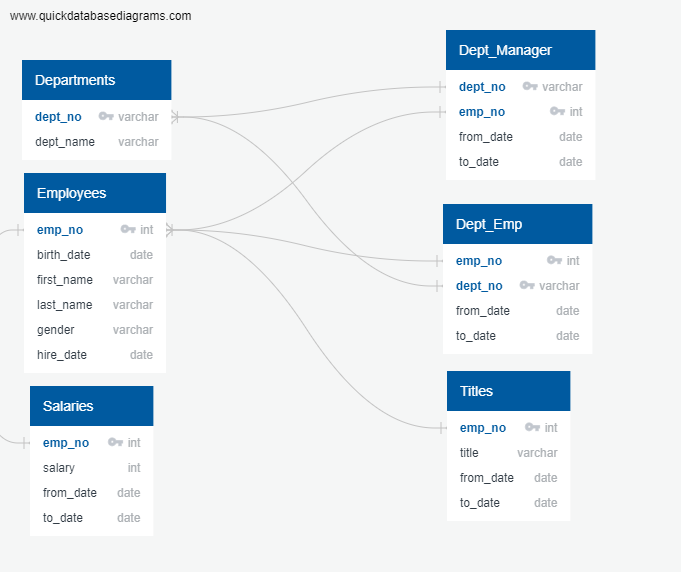 www.quickdatabasediagrams.com
Departments
dept_no varchar
dept_name varchar
Employees
emp_no int
birth_date date
first_name varchar
last_name varchar
gender varchar
hire_date date
Salaries
emp_no int
salary int
from_date date
to_date date
Dept_Manager
dept_no varchar
emp_no int
from_date date
to_date date
Dept_Emp
emp_no int
dept_no varchar
from_date date
to_date date
Titles
emp_no int
title varchar
from_date date
to_date date